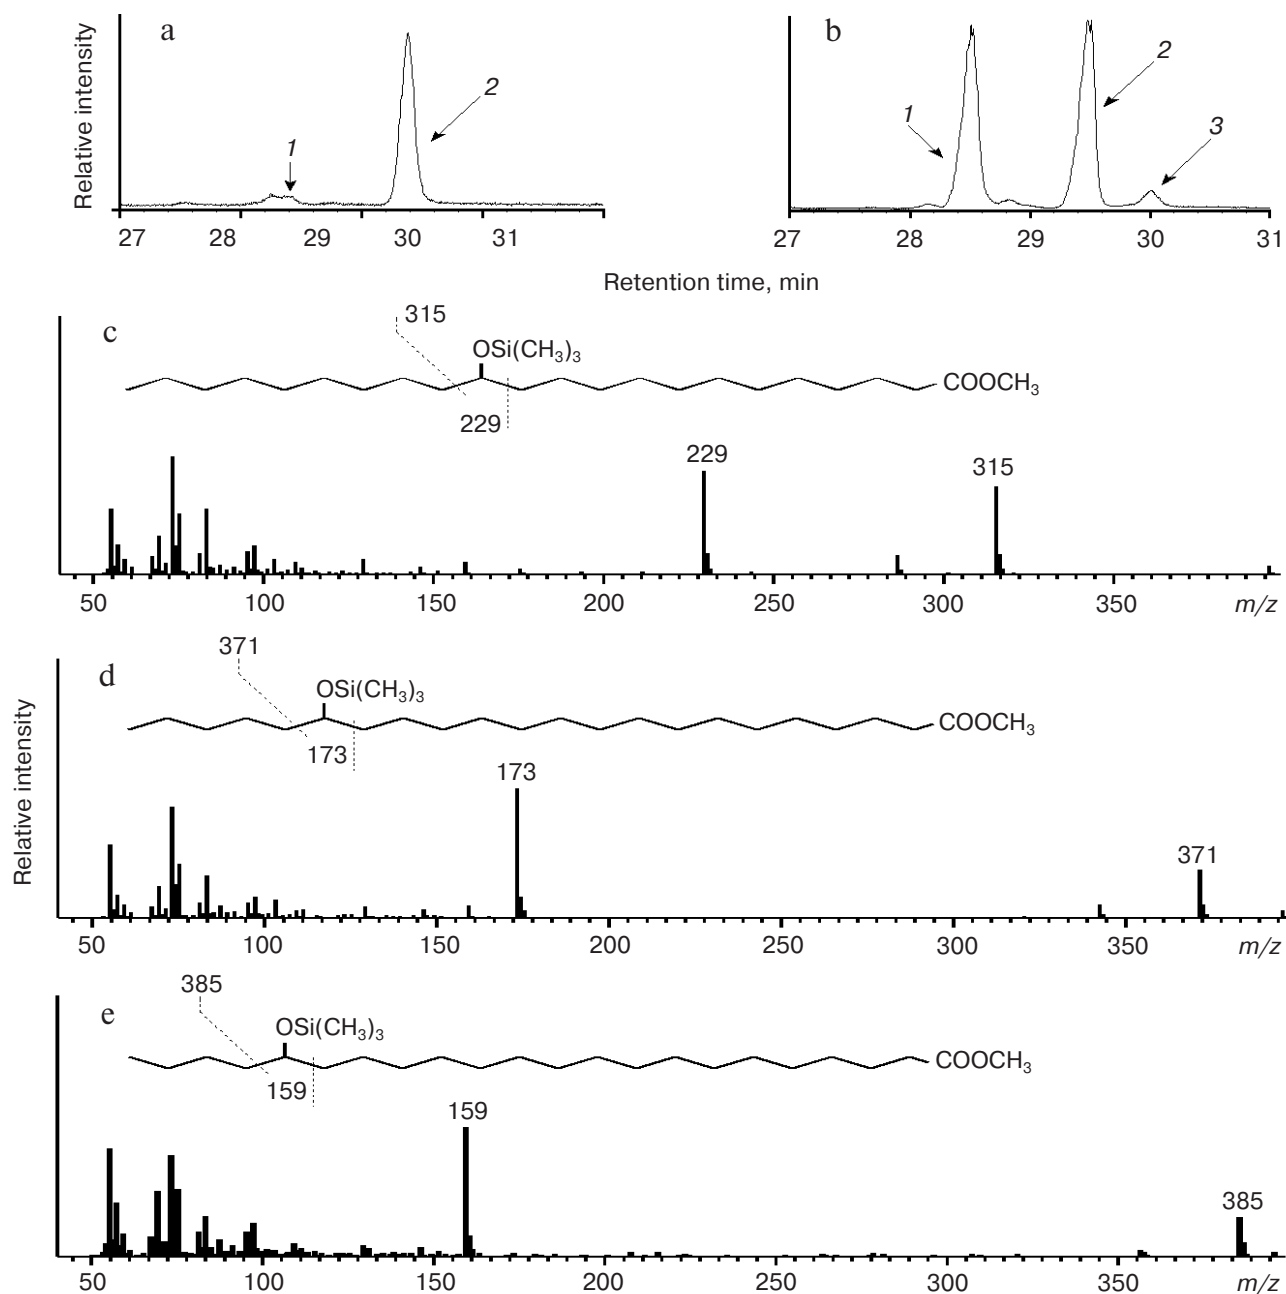 a
Relative intensity
1
2
27 28 29 30 31
b
1
2
3
27 28 29 30 31
Retention time, min
c
315
OSi(CH₃)₃
COOCH₃
229
229
315
50 100 150 200 250 300 350 m/z
Relative intensity
d
371
OSi(CH₃)₃
COOCH₃
173
173
371
50 100 150 200 250 300 350 m/z
e
385
OSi(CH₃)₃
COOCH₃
159
159
385
50 100 150 200 250 300 350 m/z